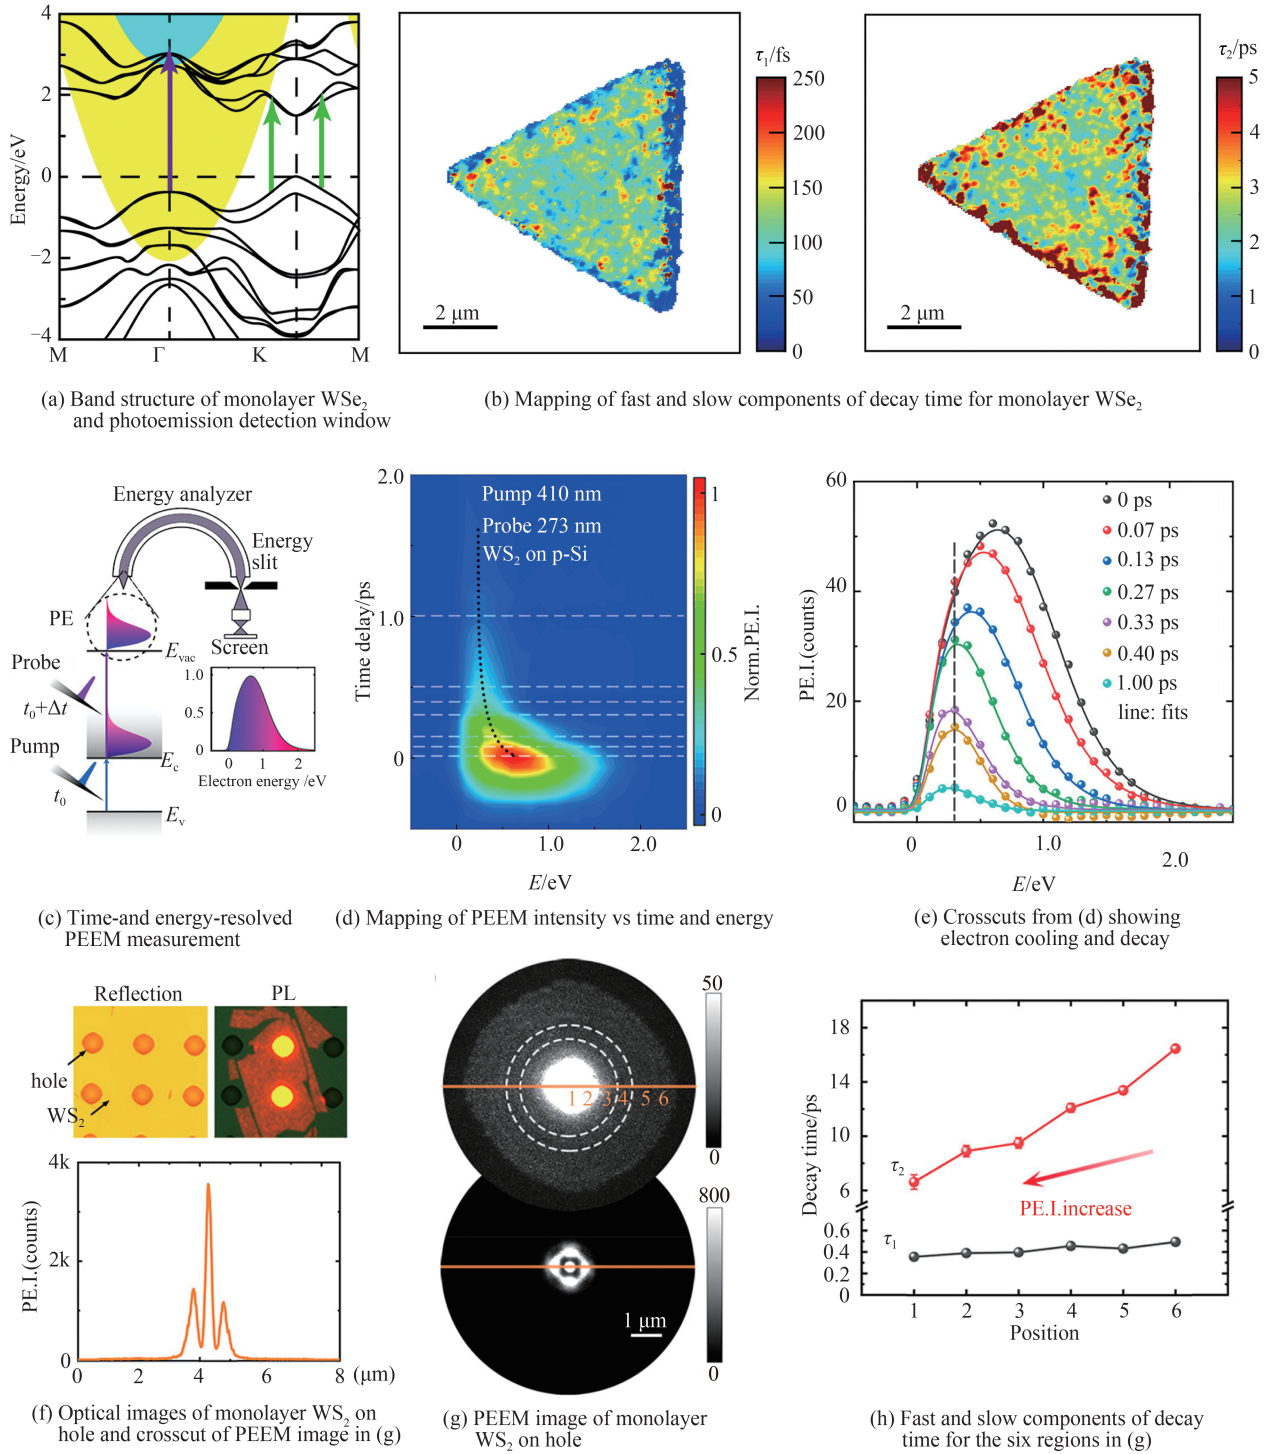 4
2
0
−2
−4
Energy/eV
M
Γ
K
M
(a) Band structure of monolayer WSe₂
and photoemission detection window
2 μm
τ₁/fs
250
200
150
100
50
0
2 μm
τ₂/ps
5
4
3
2
1
0
(b) Mapping of fast and slow components of decay time for monolayer WSe₂
Energy analyzer
Energy
slit
PE
Screen
Evac
Probe
t₀+Δt
Pump
Ec
t₀
Ev
1.0
0.5
0
0
1
2
Electron energy /eV
(c) Time-and energy-resolved
PEEM measurement
2.0
1.0
0
Time delay/ps
Pump 410 nm
Probe 273 nm
WS₂ on p-Si
0
1.0
2.0
E/eV
1
0.5
0
Norm.PE.I.
(d) Mapping of PEEM intensity vs time and energy
60
40
20
0
PE.I.(counts)
0 ps
0.07 ps
0.13 ps
0.27 ps
0.33 ps
0.40 ps
1.00 ps
line: fits
0
1.0
2.0
E/eV
(e) Crosscuts from (d) showing
electron cooling and decay
Reflection
PL
hole
WS₂
4k
2k
0
PE.I.(counts)
0
2
4
6
8
(μm)
(f) Optical images of monolayer WS₂ on
hole and crosscut of PEEM image in (g)
1 2 3 4 5 6
50
0
800
0
1 μm
(g) PEEM image of monolayer
WS₂ on hole
18
14
10
6
0.6
0.4
0.2
0
Decay time/ps
τ₂
PE.I.increase
τ₁
1
2
3
4
5
6
Position
(h) Fast and slow components of decay
time for the six regions in (g)